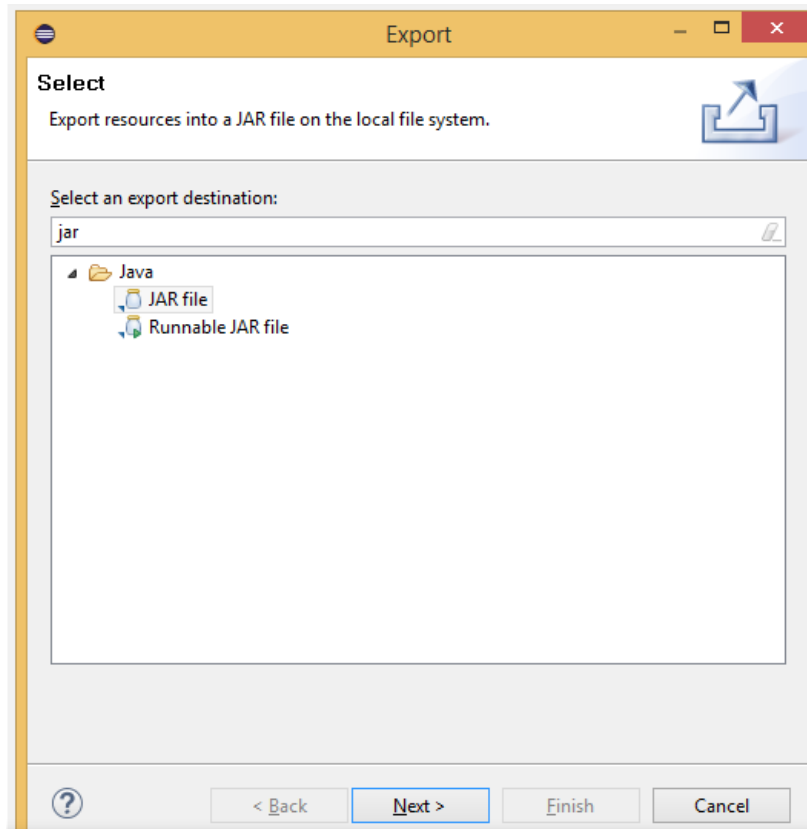 Export
Select
Export resources into a JAR file on the local file system.
Select an export destination:
jar
Java
JAR file
Runnable JAR file
? < Back Next > Finish Cancel